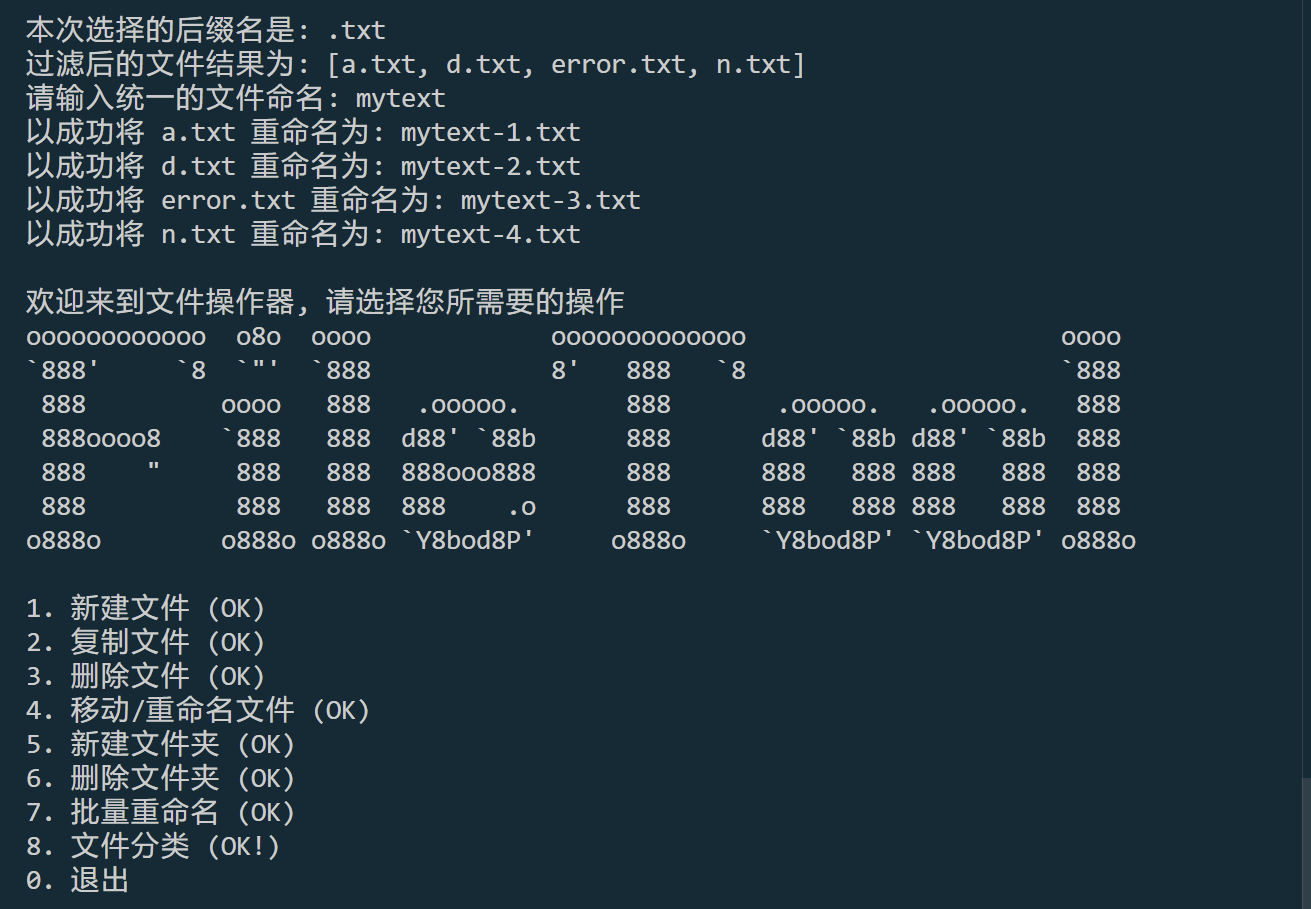 本次选择的后缀名是: .txt
过滤后的文件结果为: [a.txt, d.txt, error.txt, n.txt]
请输入统一的文件命名: mytext
以成功将 a.txt 重命名为: mytext-1.txt
以成功将 d.txt 重命名为: mytext-2.txt
以成功将 error.txt 重命名为: mytext-3.txt
以成功将 n.txt 重命名为: mytext-4.txt

欢迎来到文件操作器, 请选择您所需要的操作
oooooooooooo  o8o  oooo            ooooooooooooo                     oooo
`888'     `8  `"'  `888            8'   888   `8                     `888
 888         oooo   888   .ooooo.       888       .ooooo.   .ooooo.   888
 888oooo8    `888   888  d88' `88b      888      d88' `88b d88' `88b  888
 888    "     888   888  888ooo888      888      888   888 888   888  888
 888          888   888  888    .o      888      888   888 888   888  888
o888o        o888o o888o `Y8bod8P'     o888o     `Y8bod8P' `Y8bod8P' o888o

1. 新建文件 (OK)
2. 复制文件 (OK)
3. 删除文件 (OK)
4. 移动/重命名文件 (OK)
5. 新建文件夹 (OK)
6. 删除文件夹 (OK)
7. 批量重命名 (OK)
8. 文件分类 (OK!)
0. 退出